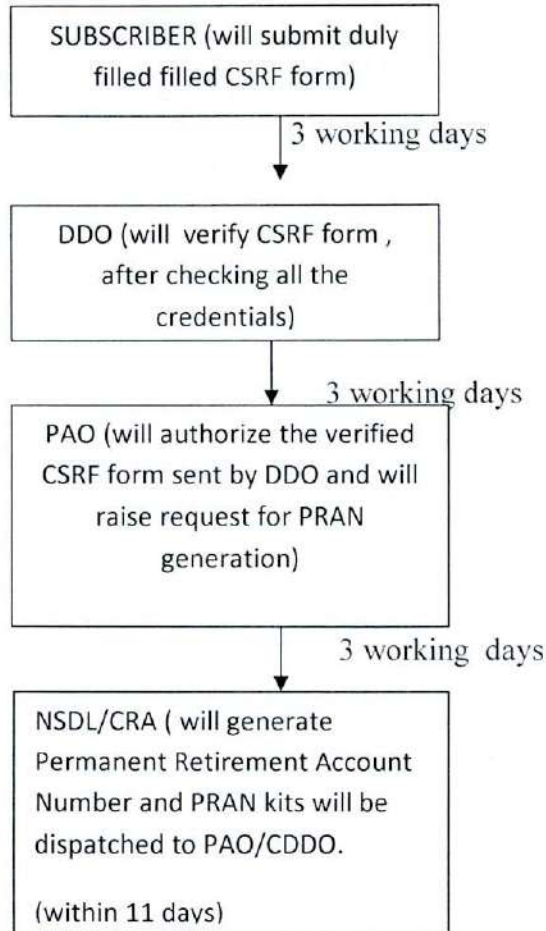 SUBSCRIBER (will submit duly
filled filled CSRF form)
3 working days
DDO (will verify CSRF form ,
after checking all the
credentials)
3 working days
PAO (will authorize the verified
CSRF form sent by DDO and will
raise request for PRAN
generation)
3 working days
NSDL/CRA ( will generate
Permanent Retirement Account
Number and PRAN kits will be
dispatched to PAO/CDDO.
(within 11 days)